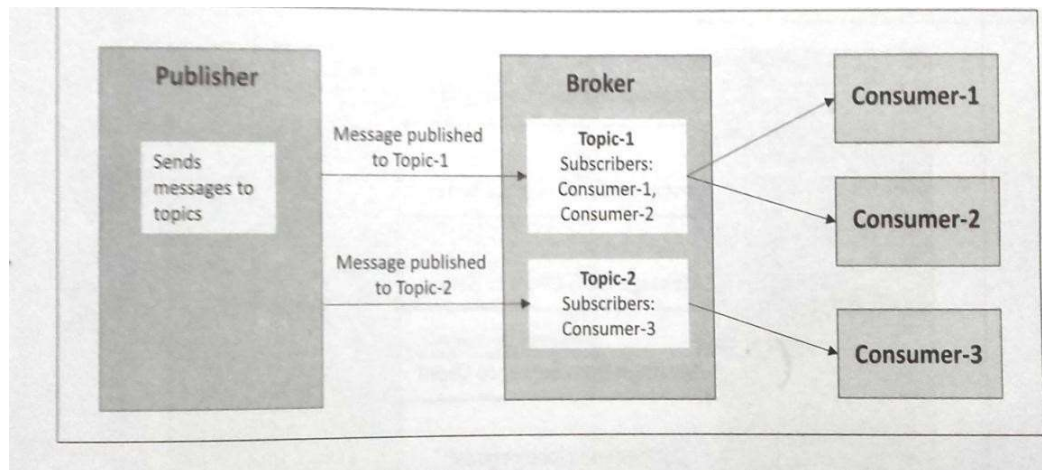 Publisher
Sends
messages to
topics
Message published
to Topic-1
Message published
to Topic-2
Broker
Topic-1
Subscribers:
Consumer-1,
Consumer-2
Topic-2
Subscribers:
Consumer-3
Consumer-1
Consumer-2
Consumer-3